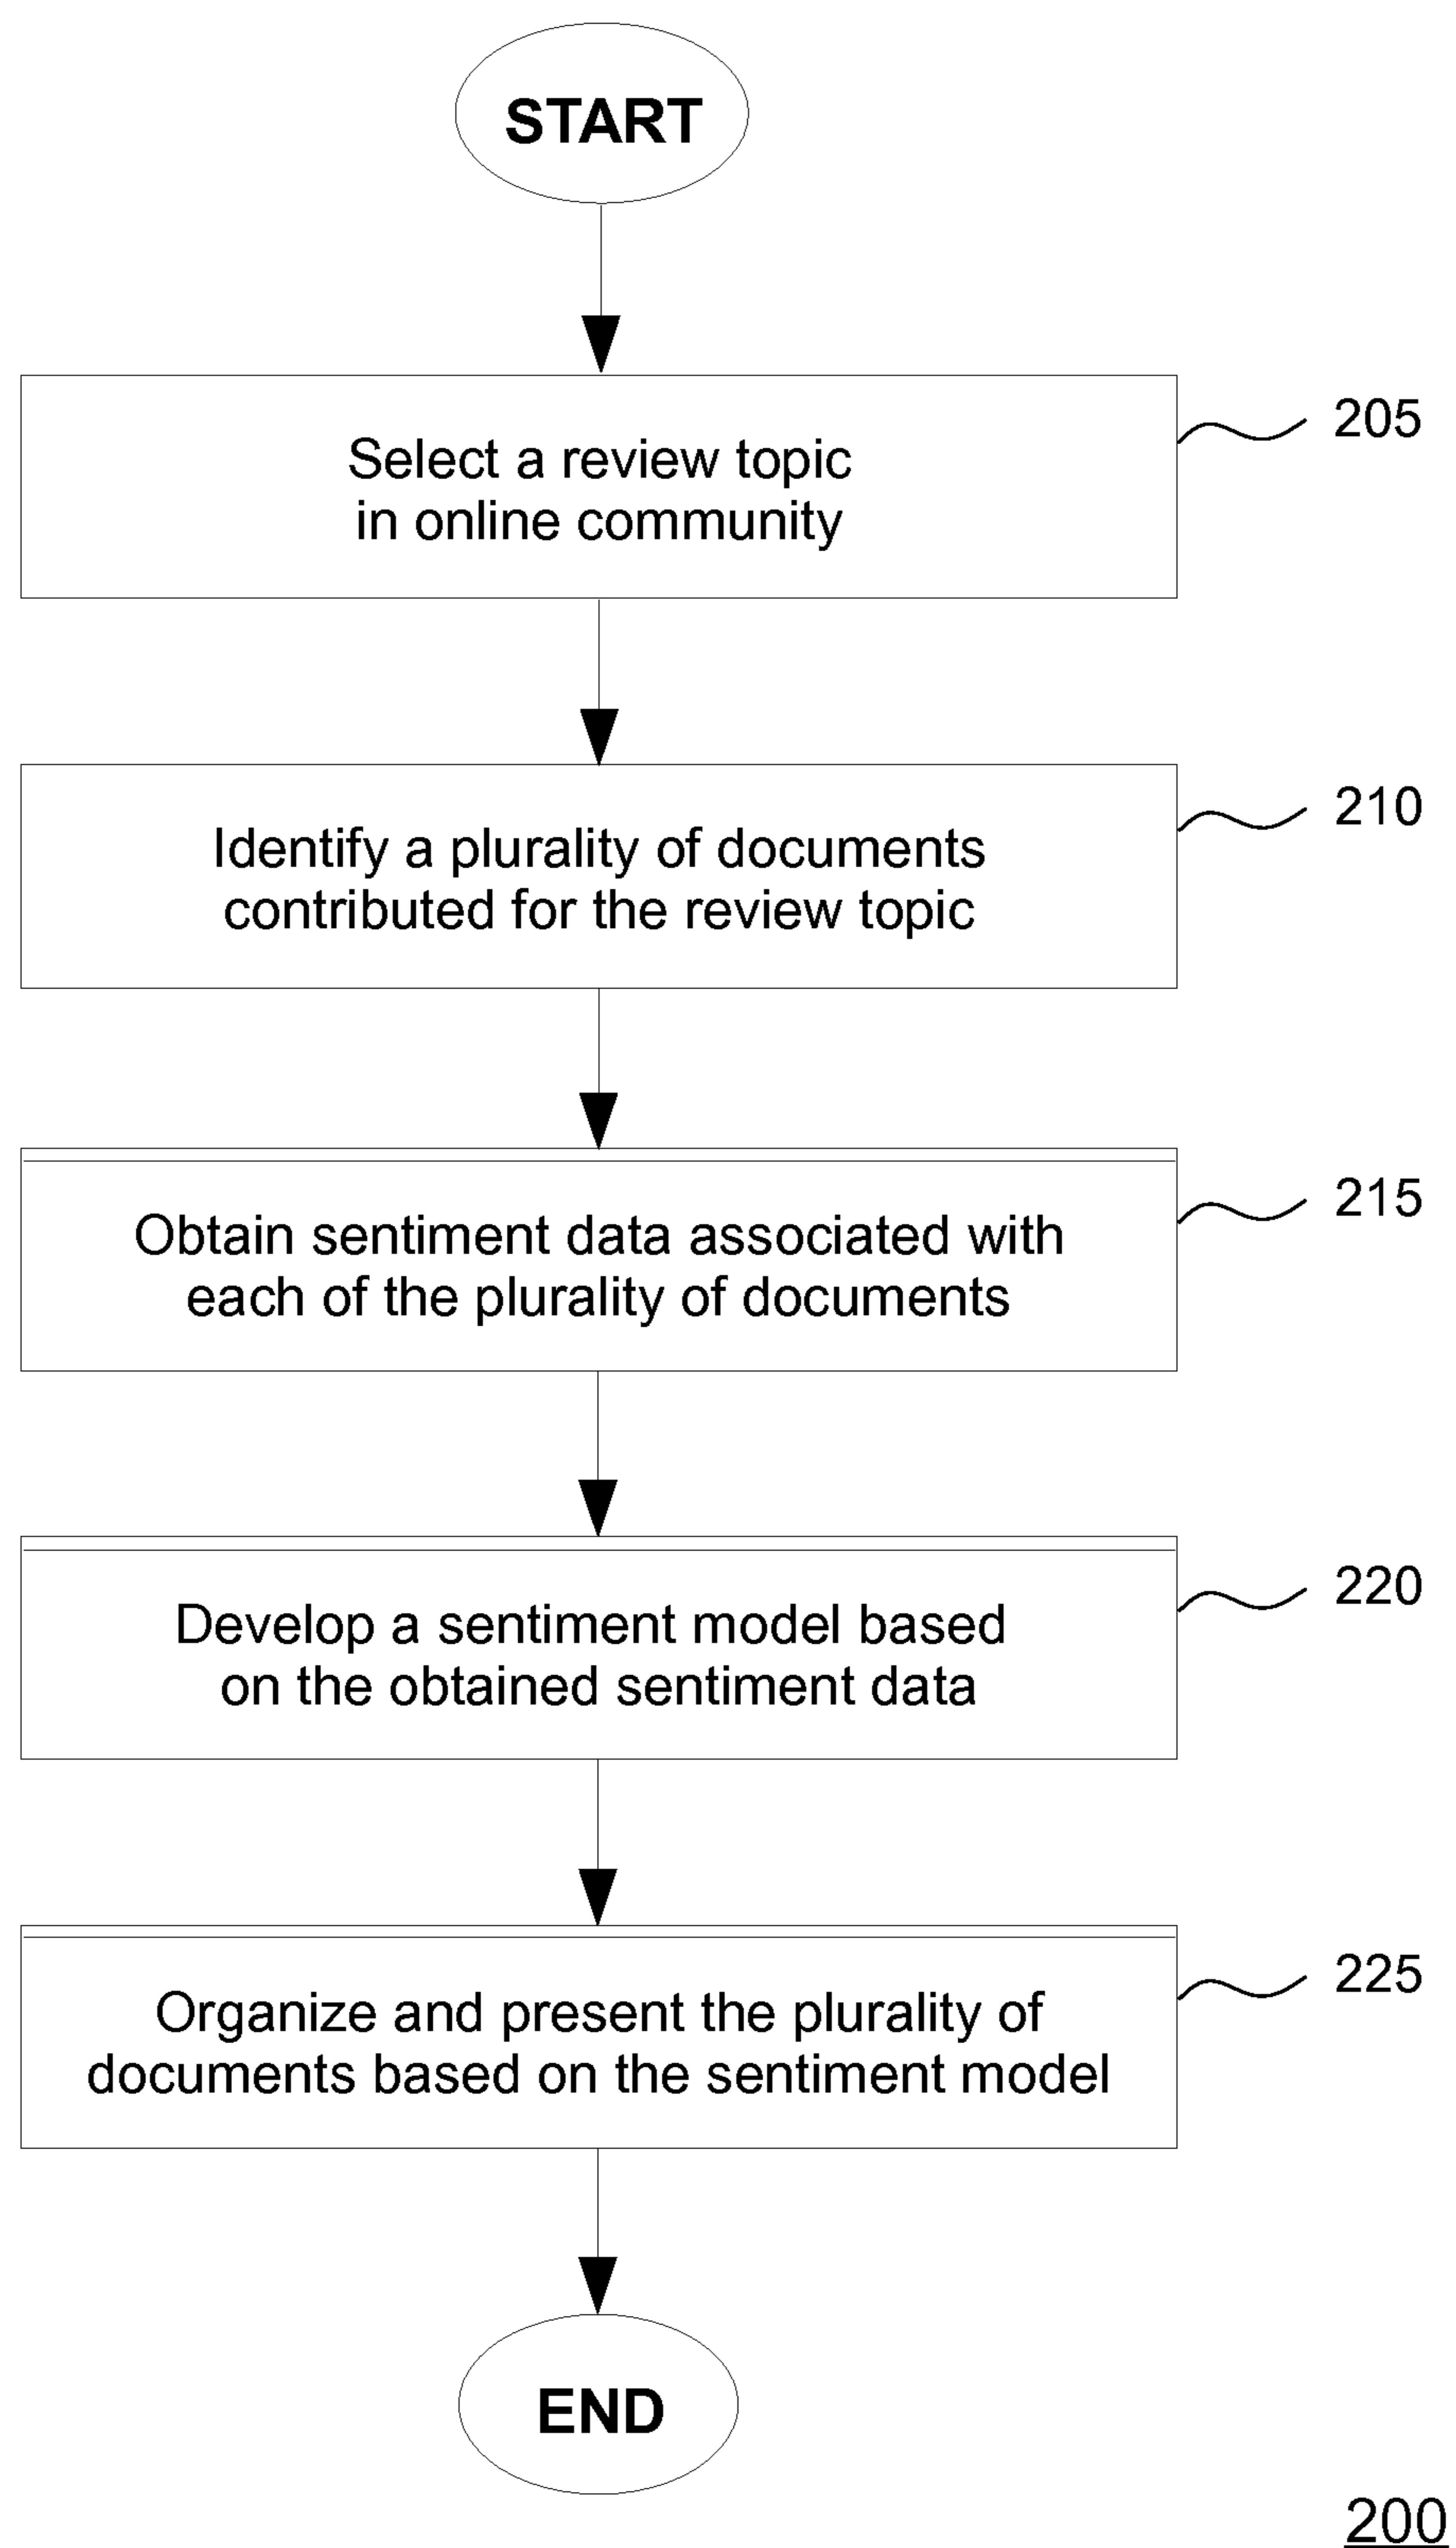 START
Select a review topic
in online community
205
Identify a plurality of documents
contributed for the review topic
210
Obtain sentiment data associated with
each of the plurality of documents
215
Develop a sentiment model based
on the obtained sentiment data
220
Organize and present the plurality of
documents based on the sentiment model
225
END
200